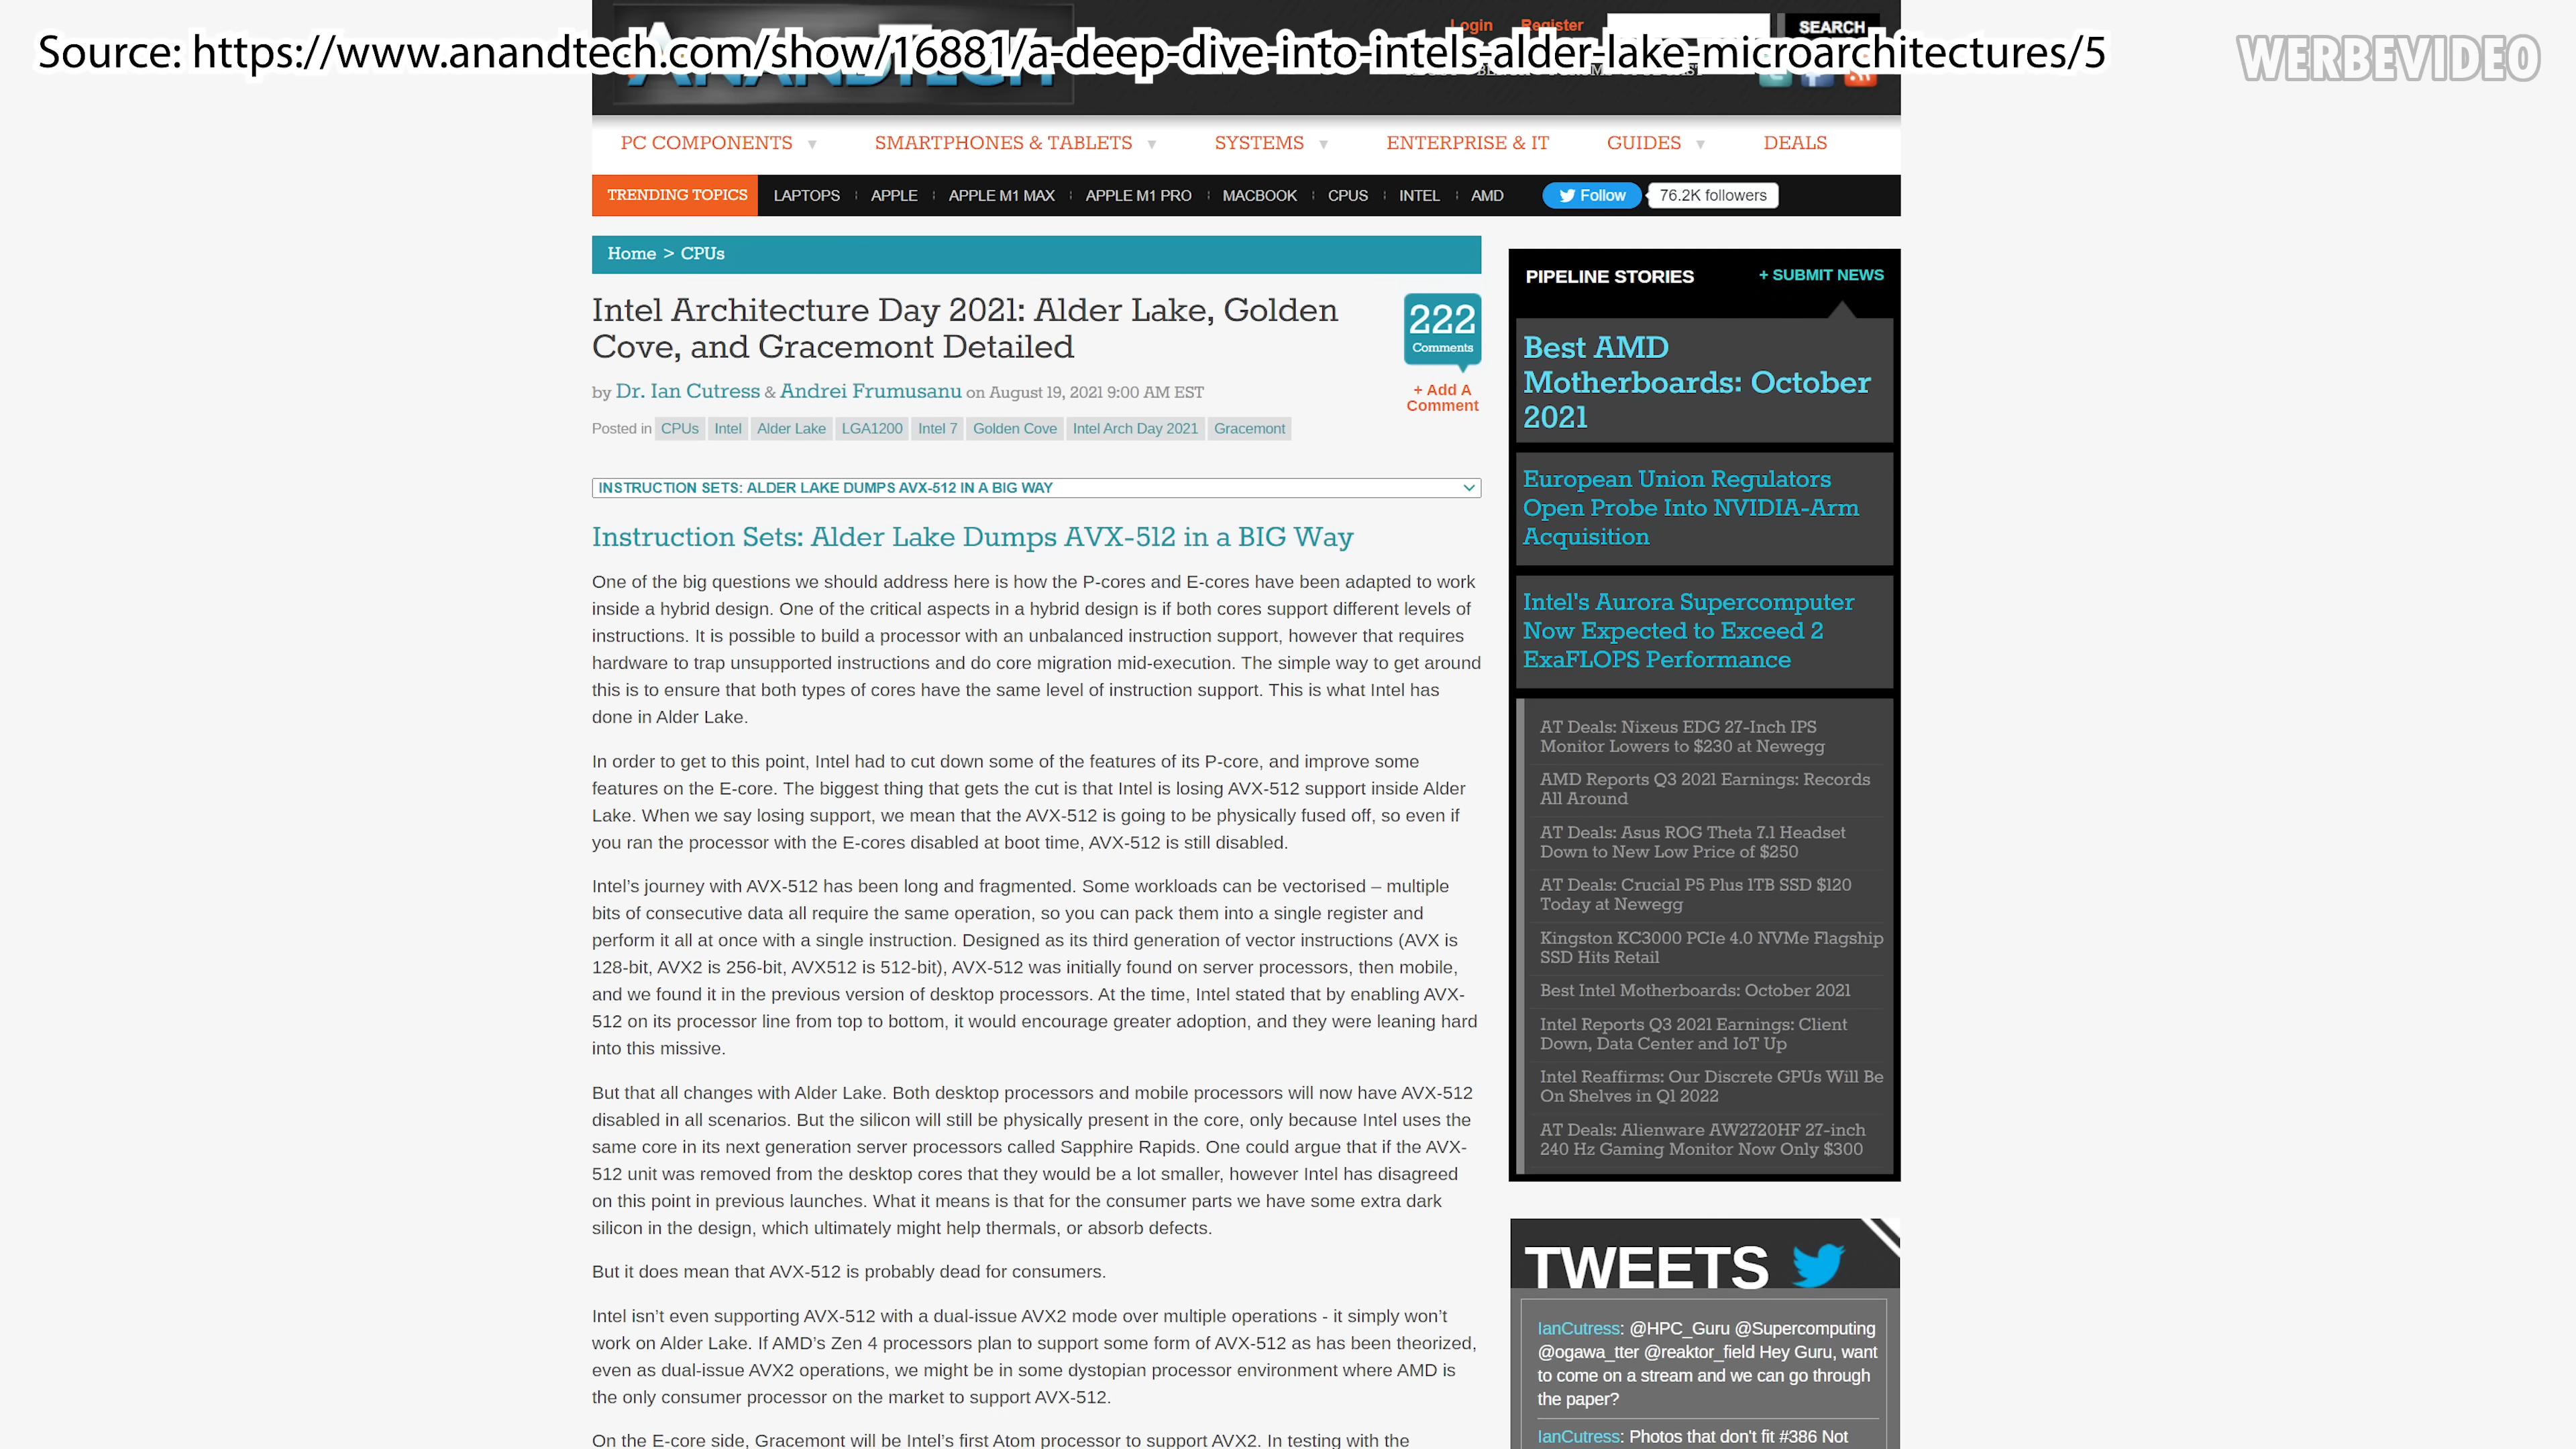 Source: https://www.anandtech.com/show/16881/a-deep-dive-into-intels-alder-lake-microarchitectures/5
WERBEVIDEO
Login Register SEARCH
PC COMPONENTS SMARTPHONES & TABLETS SYSTEMS ENTERPRISE & IT GUIDES DEALS
TRENDING TOPICS LAPTOPS APPLE APPLE M1 MAX APPLE M1 PRO MACBOOK CPUS INTEL AMD Follow 76.2K followers
Home > CPUs
Intel Architecture Day 2021: Alder Lake, Golden
Cove, and Gracemont Detailed
by Dr. Ian Cutress & Andrei Frumusanu on August 19, 2021 9:00 AM EST
Posted in CPUs Intel Alder Lake LGA1200 Intel 7 Golden Cove Intel Arch Day 2021 Gracemont
222
Comments
+ Add A
Comment
INSTRUCTION SETS: ALDER LAKE DUMPS AVX-512 IN A BIG WAY
Instruction Sets: Alder Lake Dumps AVX-512 in a BIG Way
One of the big questions we should address here is how the P-cores and E-cores have been adapted to work
inside a hybrid design. One of the critical aspects in a hybrid design is if both cores support different levels of
instructions. It is possible to build a processor with an unbalanced instruction support, however that requires
hardware to trap unsupported instructions and do core migration mid-execution. The simple way to get around
this is to ensure that both types of cores have the same level of instruction support. This is what Intel has
done in Alder Lake.
In order to get to this point, Intel had to cut down some of the features of its P-core, and improve some
features on the E-core. The biggest thing that gets the cut is that Intel is losing AVX-512 support inside Alder
Lake. When we say losing support, we mean that the AVX-512 is going to be physically fused off, so even if
you ran the processor with the E-cores disabled at boot time, AVX-512 is still disabled.
Intel’s journey with AVX-512 has been long and fragmented. Some workloads can be vectorised – multiple
bits of consecutive data all require the same operation, so you can pack them into a single register and
perform it all at once with a single instruction. Designed as its third generation of vector instructions (AVX is
128-bit, AVX2 is 256-bit, AVX512 is 512-bit), AVX-512 was initially found on server processors, then mobile,
and we found it in the previous version of desktop processors. At the time, Intel stated that by enabling AVX-
512 on its processor line from top to bottom, it would encourage greater adoption, and they were leaning hard
into this missive.
But that all changes with Alder Lake. Both desktop processors and mobile processors will now have AVX-512
disabled in all scenarios. But the silicon will still be physically present in the core, only because Intel uses the
same core in its next generation server processors called Sapphire Rapids. One could argue that if the AVX-
512 unit was removed from the desktop cores that they would be a lot smaller, however Intel has disagreed
on this point in previous launches. What it means is that for the consumer parts we have some extra dark
silicon in the design, which ultimately might help thermals, or absorb defects.
But it does mean that AVX-512 is probably dead for consumers.
Intel isn’t even supporting AVX-512 with a dual-issue AVX2 mode over multiple operations - it simply won’t
work on Alder Lake. If AMD’s Zen 4 processors plan to support some form of AVX-512 as has been theorized,
even as dual-issue AVX2 operations, we might be in some dystopian processor environment where AMD is
the only consumer processor on the market to support AVX-512.
On the E-core side, Gracemont will be Intel’s first Atom processor to support AVX2. In testing with the
PIPELINE STORIES + SUBMIT NEWS
Best AMD
Motherboards: October
2021
European Union Regulators
Open Probe Into NVIDIA-Arm
Acquisition
Intel's Aurora Supercomputer
Now Expected to Exceed 2
ExaFLOPS Performance
AT Deals: Nixeus EDG 27-Inch IPS
Monitor Lowers to $230 at Newegg
AMD Reports Q3 2021 Earnings: Records
All Around
AT Deals: Asus ROG Theta 7.1 Headset
Down to New Low Price of $250
AT Deals: Crucial P5 Plus 1TB SSD $120
Today at Newegg
Kingston KC3000 PCIe 4.0 NVMe Flagship
SSD Hits Retail
Best Intel Motherboards: October 2021
Intel Reports Q3 2021 Earnings: Client
Down, Data Center and IoT Up
Intel Reaffirms: Our Discrete GPUs Will Be
On Shelves in Q1 2022
AT Deals: Alienware AW2720HF 27-inch
240 Hz Gaming Monitor Now Only $300
TWEETS
IanCutress: @HPC_Guru @Supercomputing
@ogawa_tter @reaktor_field Hey Guru, want
to come on a stream and we can go through
the paper?
IanCutress: Photos that don't fit #386 Not